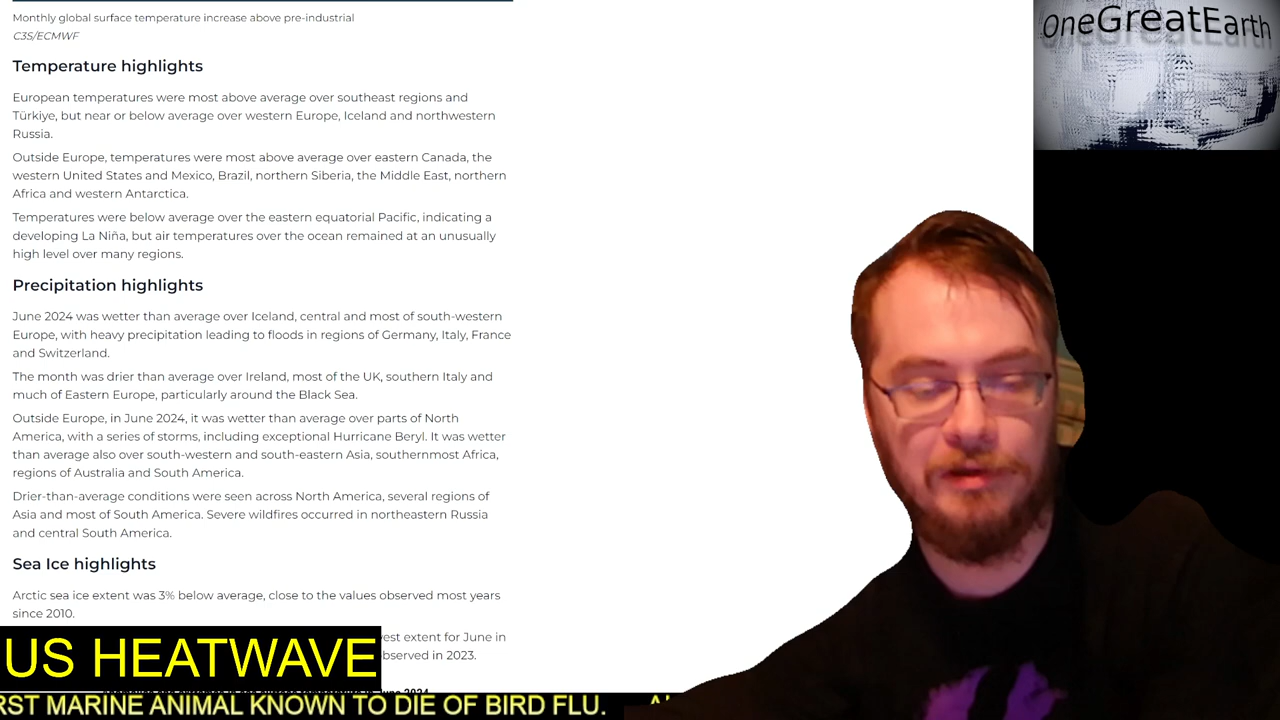 Monthly global surface temperature increase above pre-industrial
C3S/ECMWF
OneGreatEarth
Temperature highlights
European temperatures were most above average over southeast regions and
Türkiye, but near or below average over western Europe, Iceland and northwestern
Russia.
Outside Europe, temperatures were most above average over eastern Canada, the
western United States and Mexico, Brazil, northern Siberia, the Middle East, northern
Africa and western Antarctica.
Temperatures were below average over the eastern equatorial Pacific, indicating a
developing La Niña, but air temperatures over the ocean remained at an unusually
high level over many regions.
Precipitation highlights
June 2024 was wetter than average over Iceland, central and most of south-western
Europe, with heavy precipitation leading to floods in regions of Germany, Italy, France
and Switzerland.
The month was drier than average over Ireland, most of the UK, southern Italy and
much of Eastern Europe, particularly around the Black Sea.
Outside Europe, in June 2024, it was wetter than average over parts of North
America, with a series of storms, including exceptional Hurricane Beryl. It was wetter
than average also over south-western and south-eastern Asia, southernmost Africa,
regions of Australia and South America.
Drier-than-average conditions were seen across North America, several regions of
Asia and most of South America. Severe wildfires occurred in northeastern Russia
and central South America.
Sea Ice highlights
Arctic sea ice extent was 3% below average, close to the values observed most years
since 2010.
extent for June in
observed in 2023.
US HEATWAVE
MARINE ANIMAL KNOWN TO DIE OF BIRD FLU.